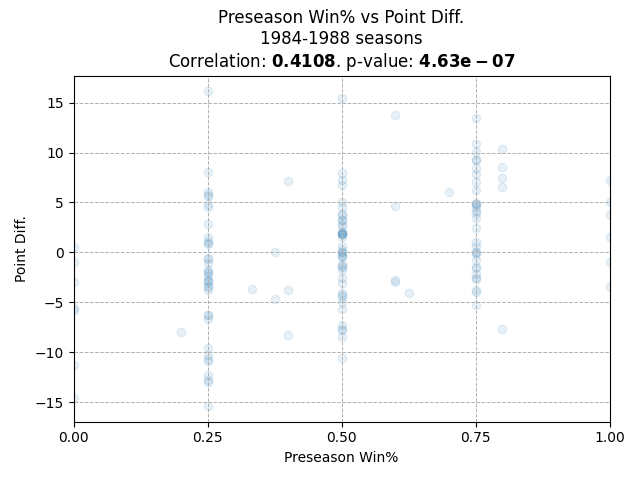 Preseason Win% vs Point Diff.
1984-1988 seasons
Correlation: 0.4108. p-value: 4.63e − 07
Point Diff.
15
10
5
0
−5
−10
−15
0.00 0.25 0.50 0.75 1.00
Preseason Win%